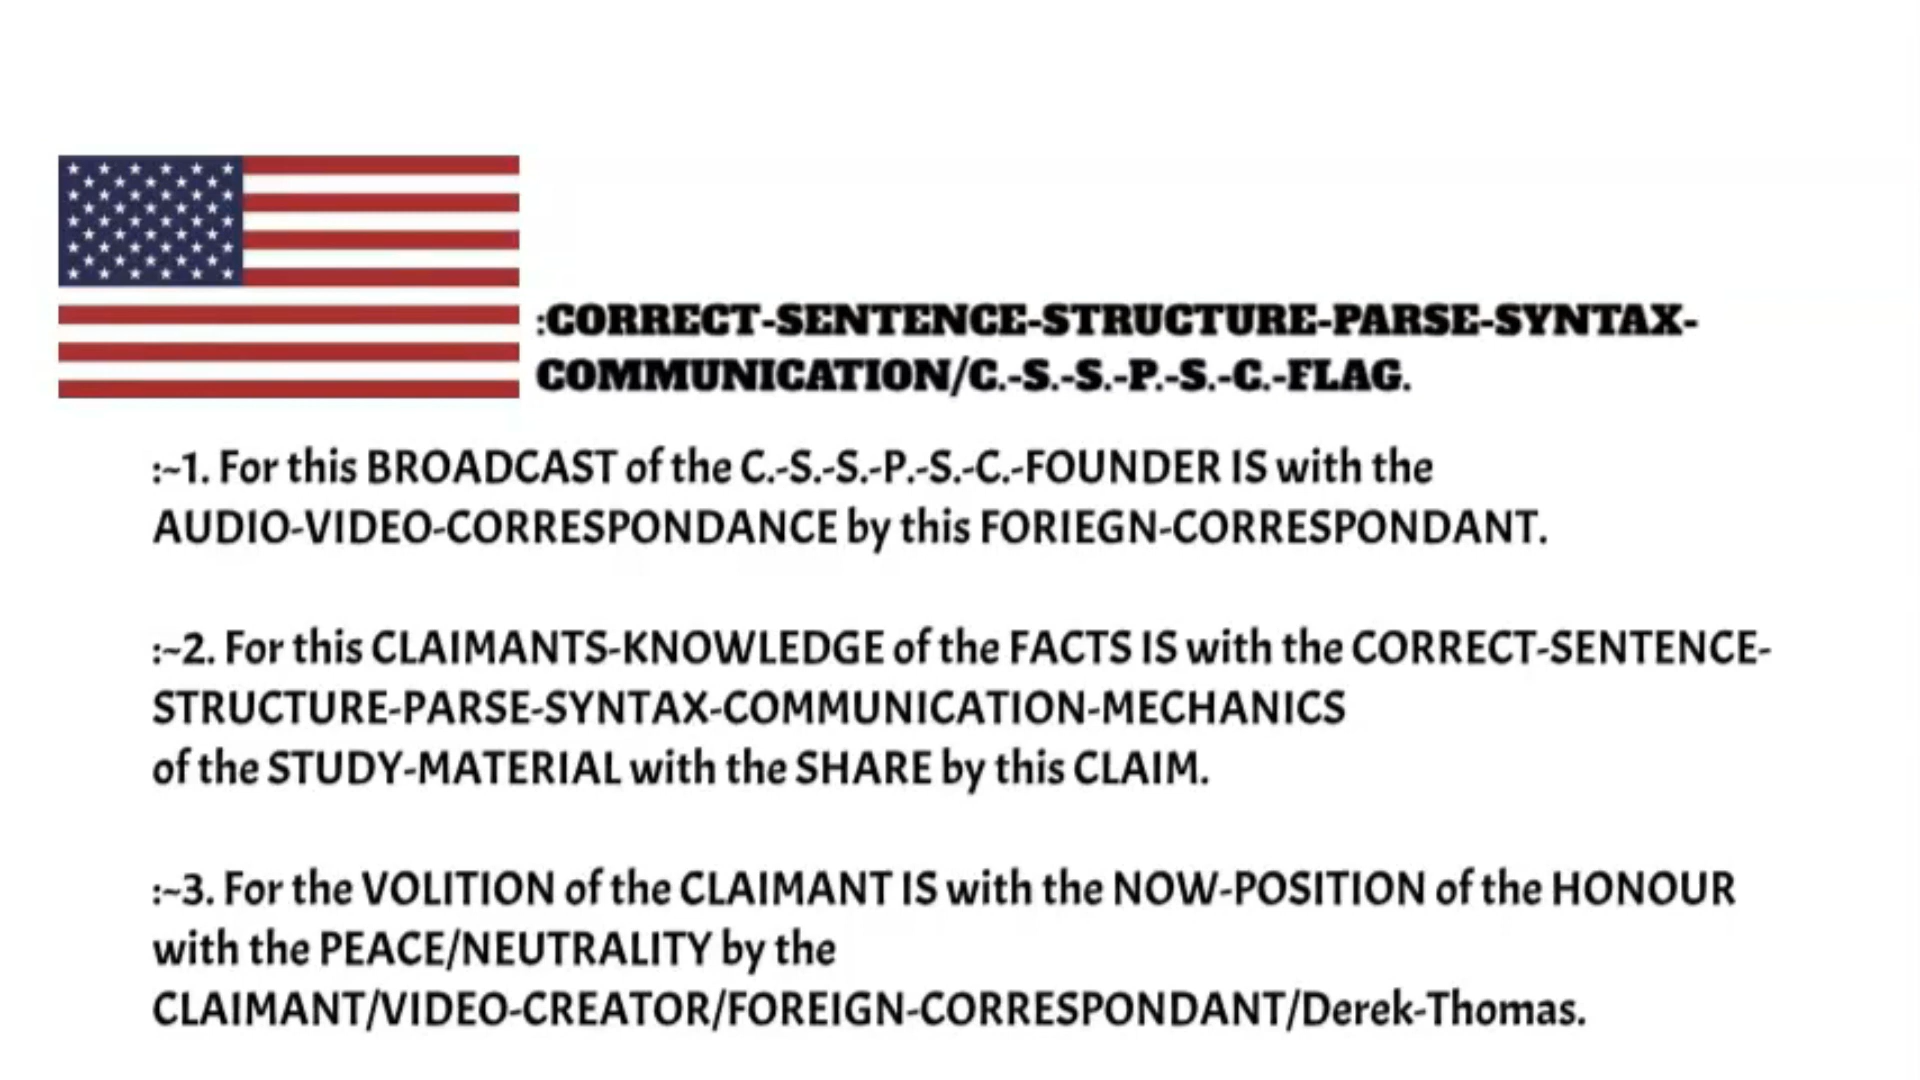 :CORRECT-SENTENCE-STRUCTURE-PARSE-SYNTAX-
COMMUNICATION/C.-S.-S.-P.-S.-C.-FLAG.
:~1. For this BROADCAST of the C.-S.-S.-P.-S.-C.-FOUNDER IS with the
AUDIO-VIDEO-CORRESPONDANCE by this FORIEGN-CORRESPONDANT.
:~2. For this CLAIMANTS-KNOWLEDGE of the FACTS IS with the CORRECT-SENTENCE-
STRUCTURE-PARSE-SYNTAX-COMMUNICATION-MECHANICS
of the STUDY-MATERIAL with the SHARE by this CLAIM.
:~3. For the VOLITION of the CLAIMANT IS with the NOW-POSITION of the HONOUR
with the PEACE/NEUTRALITY by the
CLAIMANT/VIDEO-CREATOR/FOREIGN-CORRESPONDANT/Derek-Thomas.